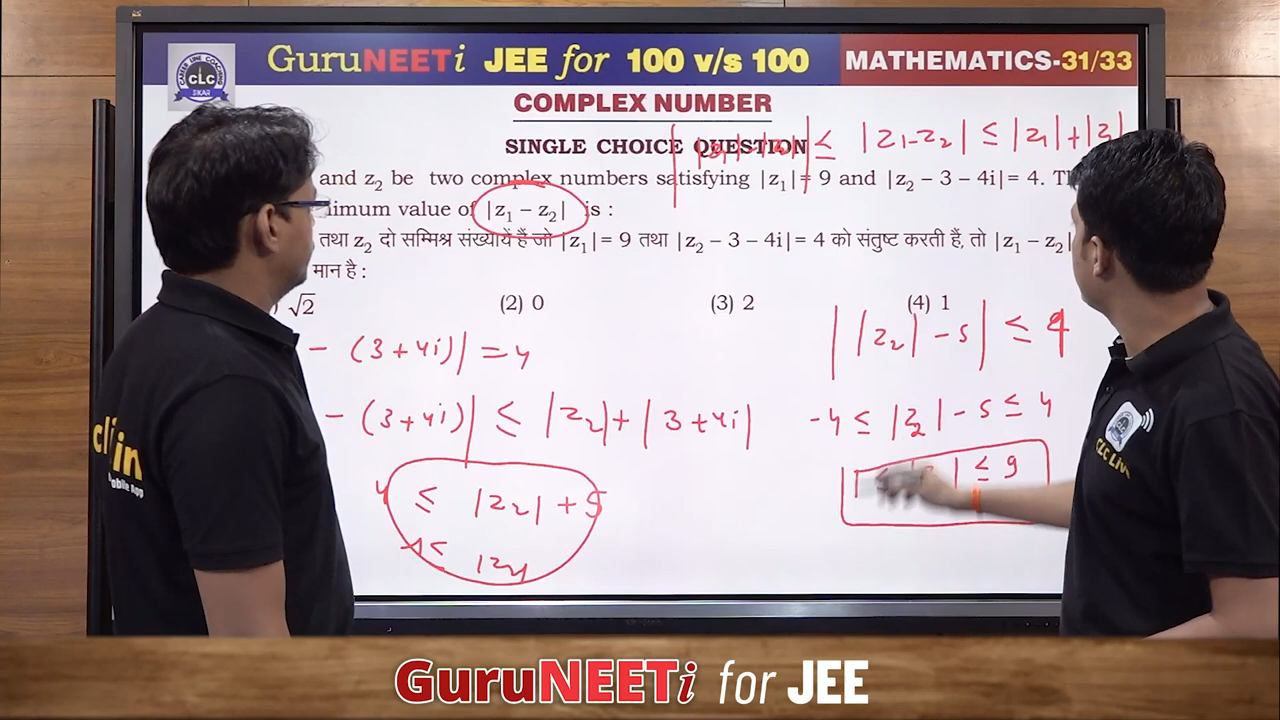 GuruNEETi JEE for 100 v/s 100
MATHEMATICS-31/33
CLC
SIKAR
COMPLEX NUMBER
SINGLE CHOICE QUESTION
| |z₁| - |z₂| | ≤ |z₁-z₂| ≤ |z₁|+|z₂|
and z₂ be two complex numbers satisfying |z₁| = 9 and |z₂ – 3 – 4i| = 4.
value of |z₁ – z₂| is :
तथा z₂ दो सम्मिश्र संख्यायें हैं जो |z₁| = 9 तथा |z₂ – 3 – 4i| = 4 को संतुष्ट करती हैं, तो |z₁ – z₂|
मान है :
√2 (2) 0 (3) 2 (4) 1
- (3+4i)| = 4
| |z₂| - 5 | ≤ 4
- (3+4i)| ≤ |z₂| + |3+4i|
-4 ≤ |z₂| - 5 ≤ 4
4 ≤ |z₂| + 5
| ≤ 9
≤ |z₂|
in
Mobile App
CLC Live
GuruNEETi for JEE